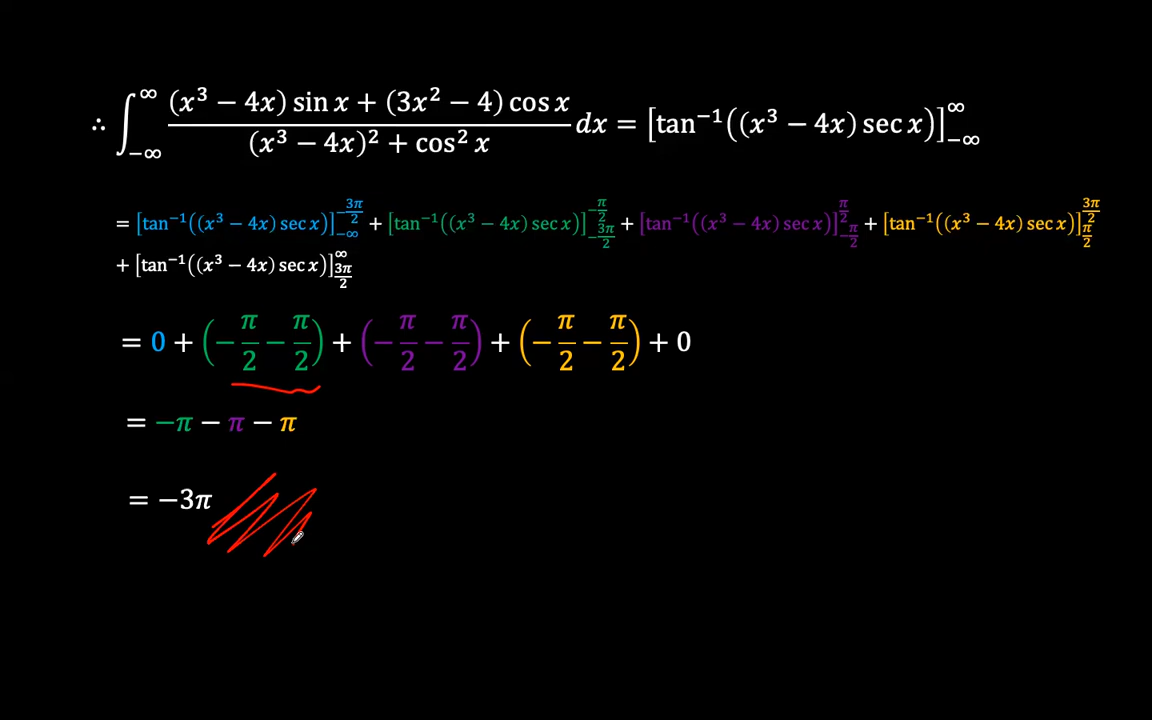 ∴ ∫_{−∞}^{∞} ((x³ − 4x) sin x + (3x² − 4) cos x) / ((x³ − 4x)² + cos² x) dx = [tan⁻¹((x³ − 4x) sec x)]_{−∞}^{∞}
= [tan⁻¹((x³ − 4x) sec x)]_{−∞}^{−3π/2} + [tan⁻¹((x³ − 4x) sec x)]_{−3π/2}^{−π/2} + [tan⁻¹((x³ − 4x) sec x)]_{−π/2}^{π/2} + [tan⁻¹((x³ − 4x) sec x)]_{π/2}^{3π/2}
+ [tan⁻¹((x³ − 4x) sec x)]_{3π/2}^{∞}
= 0 + (−π/2 − π/2) + (−π/2 − π/2) + (−π/2 − π/2) + 0
= −π − π − π
= −3π